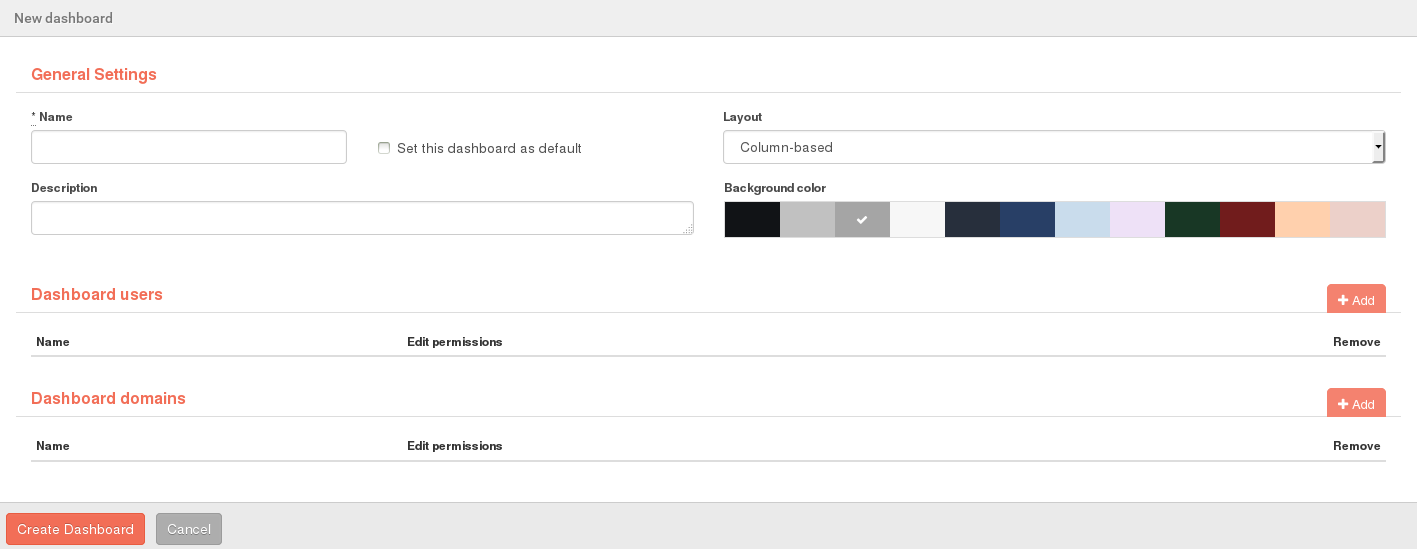 New dashboard
General Settings
* Name
Set this dashboard as default
Layout
Column-based
Description
Background color
Dashboard users
Add
Name Edit permissions Remove
Dashboard domains
Add
Name Edit permissions Remove
Create Dashboard Cancel